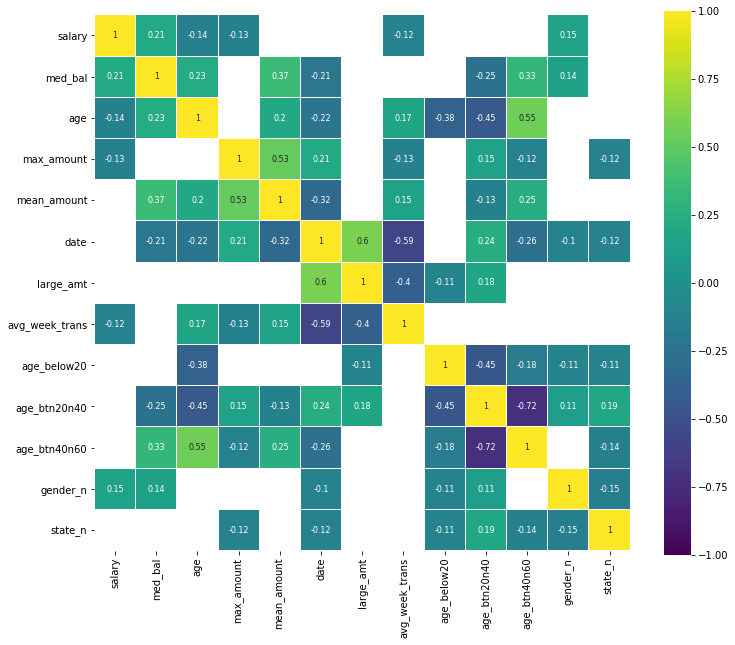 salary 1 0.21 -0.14 -0.13 -0.12 0.15
med_bal 0.21 1 0.23 0.37 -0.21 -0.25 0.33 0.14
age -0.14 0.23 1 0.2 -0.22 0.17 -0.38 -0.45 0.55
max_amount -0.13 1 0.53 0.21 -0.13 0.15 -0.12 -0.12
mean_amount 0.37 0.2 0.53 1 -0.32 0.15 -0.13 0.25
date -0.21 -0.22 0.21 -0.32 1 0.6 -0.59 0.24 -0.26 -0.1 -0.12
large_amt 0.6 1 -0.4 -0.11 0.18
avg_week_trans -0.12 0.17 -0.13 0.15 -0.59 -0.4 1
age_below20 -0.38 -0.11 1 -0.45 -0.18 -0.11 -0.11
age_btn20n40 -0.25 -0.45 0.15 -0.13 0.24 0.18 -0.45 1 -0.72 0.11 0.19
age_btn40n60 0.33 0.55 -0.12 0.25 -0.26 -0.18 -0.72 1 -0.14
gender_n 0.15 0.14 -0.1 -0.11 0.11 1 -0.15
state_n -0.12 -0.12 -0.11 0.19 -0.14 -0.15 1
salary
med_bal
age
max_amount
mean_amount
date
large_amt
avg_week_trans
age_below20
age_btn20n40
age_btn40n60
gender_n
state_n
1.00
0.75
0.50
0.25
0.00
−0.25
−0.50
−0.75
−1.00